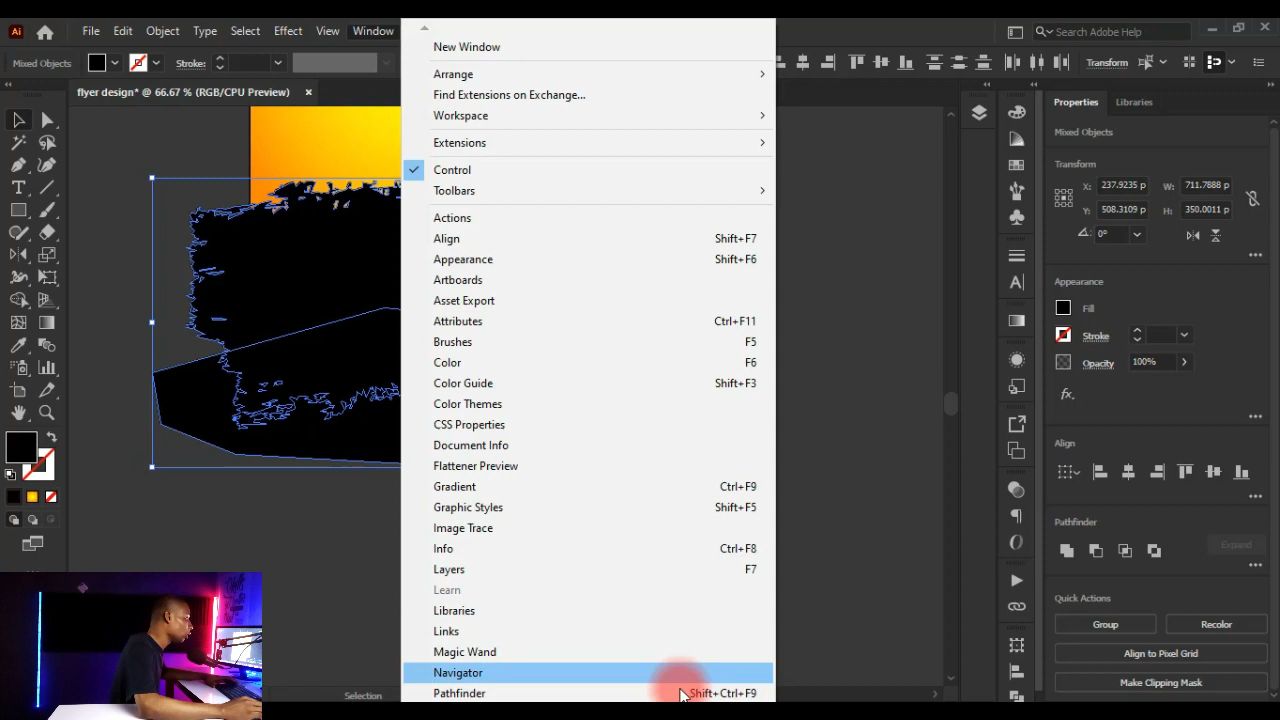 Ai File Edit Object Type Select Effect View Window Search Adobe Help
Mixed Objects Stroke: Transform
flyer design* @ 66.67 % (RGB/CPU Preview) ×
New Window
Arrange
Find Extensions on Exchange...
Workspace
Extensions
Control
Toolbars
Actions
Align Shift+F7
Appearance Shift+F6
Artboards
Asset Export
Attributes Ctrl+F11
Brushes F5
Color F6
Color Guide Shift+F3
Color Themes
CSS Properties
Document Info
Flattener Preview
Gradient Ctrl+F9
Graphic Styles Shift+F5
Image Trace
Info Ctrl+F8
Layers F7
Learn
Libraries
Links
Magic Wand
Navigator
Pathfinder Shift+Ctrl+F9
Selection
Properties Libraries
Mixed Objects
Transform
X: 237.9235 p W: 711.7888 p
Y: 508.3109 p H: 350.0011 p
0°
Appearance
Fill
Stroke
Opacity 100%
fx.
Align
Pathfinder
Expand
Quick Actions
Group Recolor
Align to Pixel Grid
Make Clipping Mask